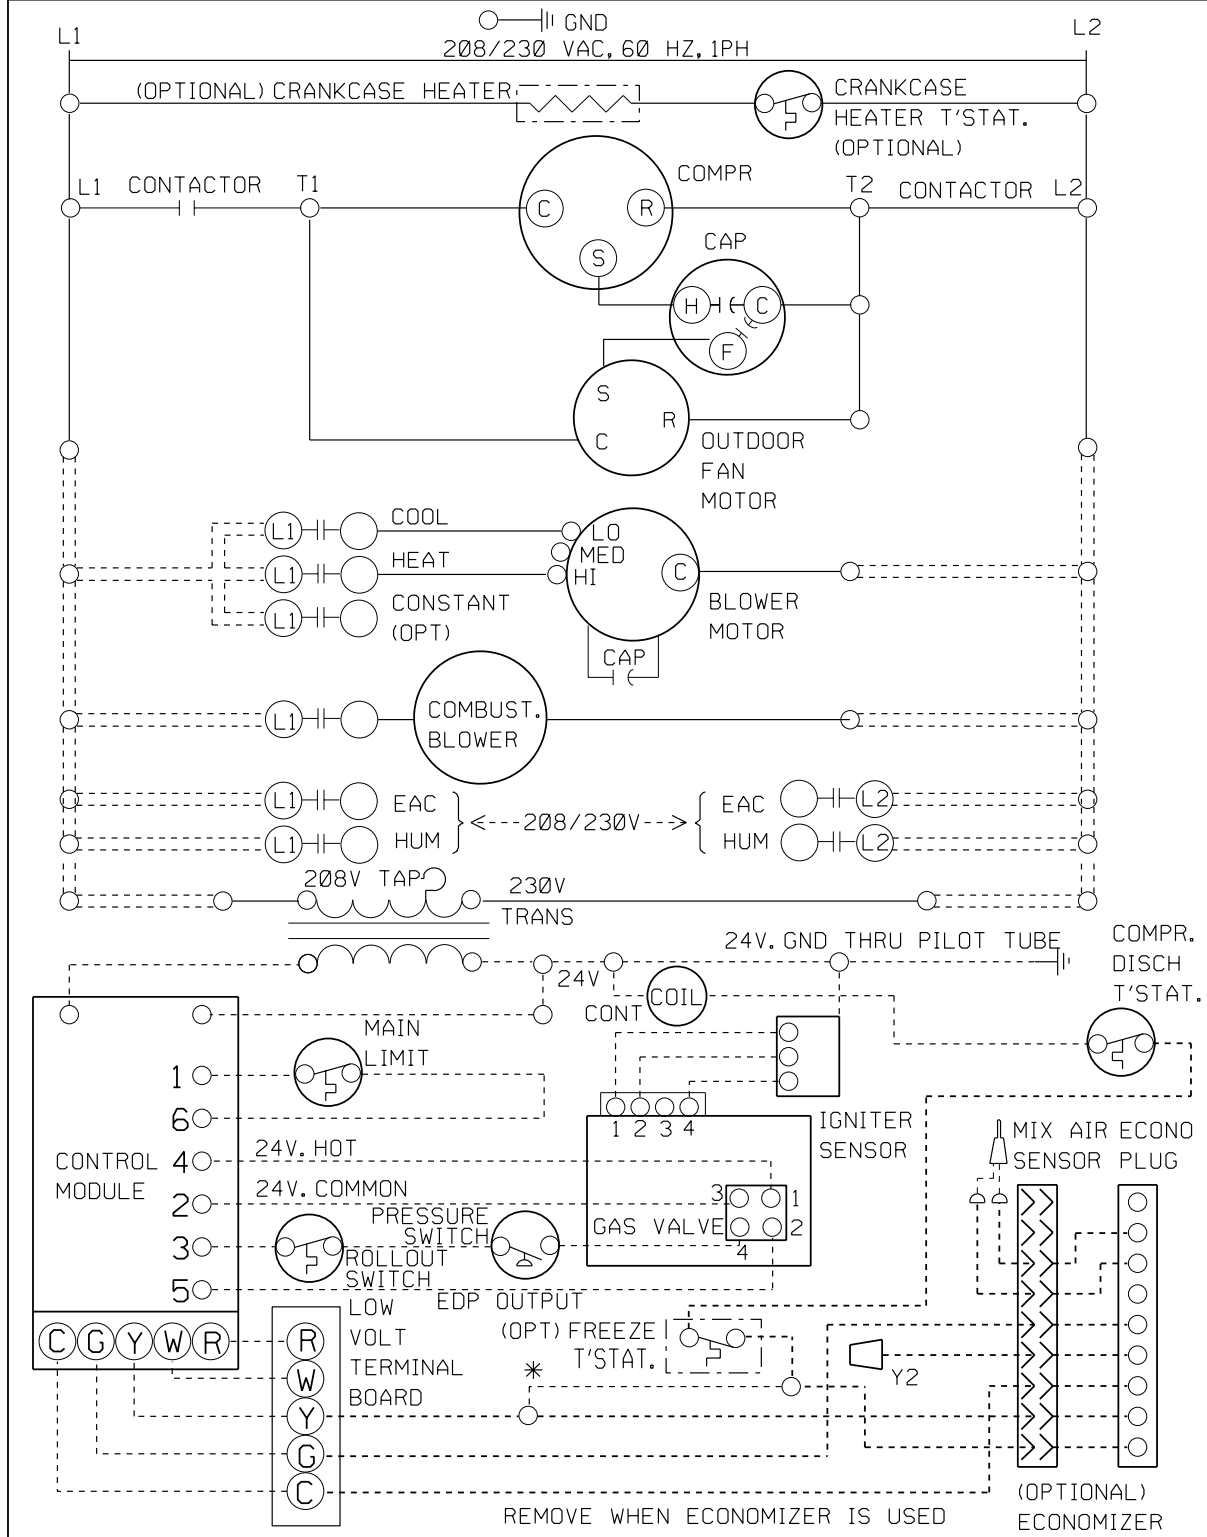 GND
L1
L2
208/230 VAC, 60 HZ, 1PH
(OPTIONAL) CRANKCASE HEATER
CRANKCASE
HEATER T'STAT.
(OPTIONAL)
COMPR
L1 CONTACTOR T1
T2 CONTACTOR L2
C R
S
CAP
H C
F
S
R
C
OUTDOOR
FAN
MOTOR
L1 COOL LO
MED
L1 HEAT HI
C
L1 CONSTANT
(OPT)
BLOWER
MOTOR
CAP
L1
COMBUST.
BLOWER
L1 EAC
L1 HUM
<---208/230V--->
EAC L2
HUM L2
208V TAP
230V
TRANS
24V. GND THRU PILOT TUBE
COMPR.
DISCH
T'STAT.
24V
CONT COIL
MAIN
LIMIT
1
6
4
2
3
5
CONTROL
MODULE
24V. HOT
24V. COMMON
PRESSURE
SWITCH
ROLLOUT
SWITCH
EDP OUTPUT
1 2 3 4
IGNITER
SENSOR
3 1
GAS VALVE 2
4
MIX AIR
SENSOR
ECONO
PLUG
C G Y W R
LOW
VOLT
TERMINAL
BOARD
R
W
Y
G
C
(OPT) FREEZE
T'STAT.
*
Y2
REMOVE WHEN ECONOMIZER IS USED
(OPTIONAL)
ECONOMIZER